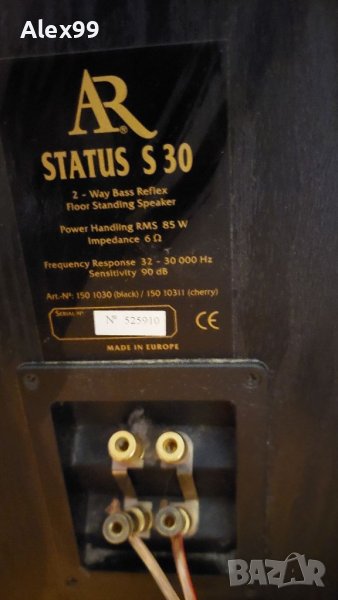 Alex99
AR®
STATUS S 30
2 - Way Bass Reflex
Floor Standing Speaker
Power Handling RMS 85 W
Impedance 6 Ω
Frequency Response 32 - 30 000 Hz
Sensitivity 90 dB
Art.-Nº: 150 1030 (black) / 150 10311 (cherry)
SERIAL Nº
Nº 525910
CE
MADE IN EUROPE
BAZAR